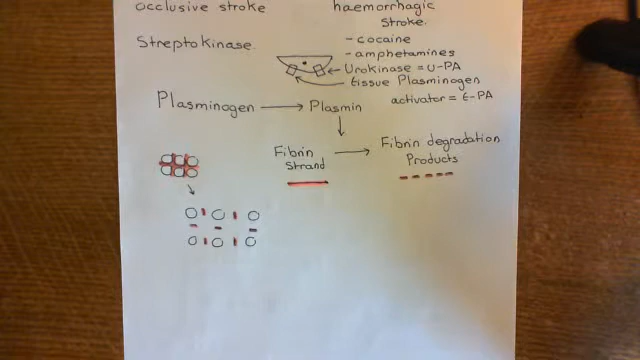 occlusive stroke
haemorrhagic
stroke.
- cocaine
- amphetamines
Streptokinase.
Urokinase = u-PA
tissue Plasminogen
activator = t-PA
Plasminogen → Plasmin
Fibrin
Strand
→ Fibrin degradation
Products